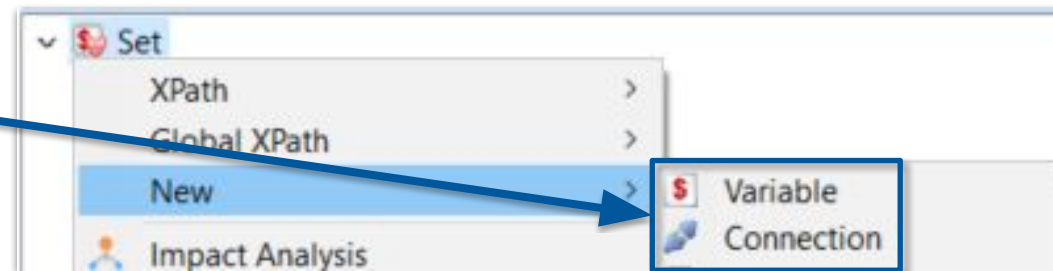 Set
XPath
Global XPath
New
Variable
Connection
Impact Analysis